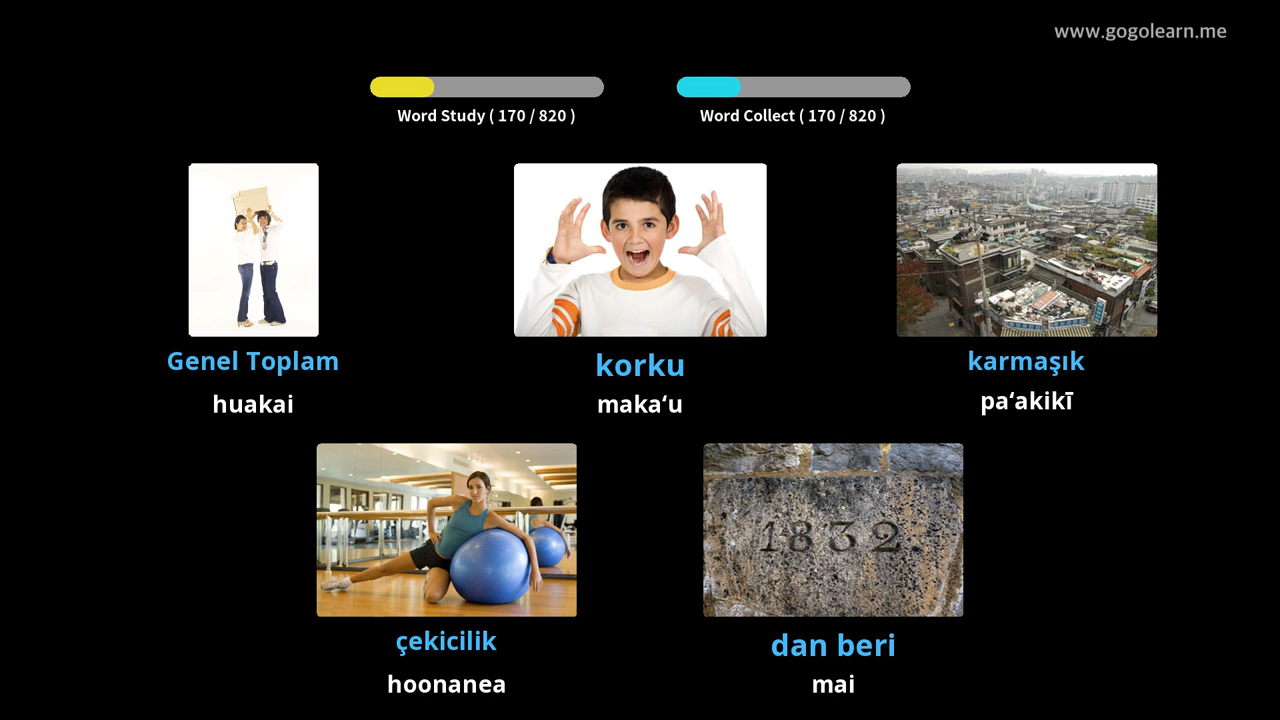 www.gogolearn.me
Word Study ( 170 / 820 )
Word Collect ( 170 / 820 )
Genel Toplam
huakai
korku
makaʻu
karmaşık
paʻakikī
1832.
çekicilik
hoonanea
dan beri
mai